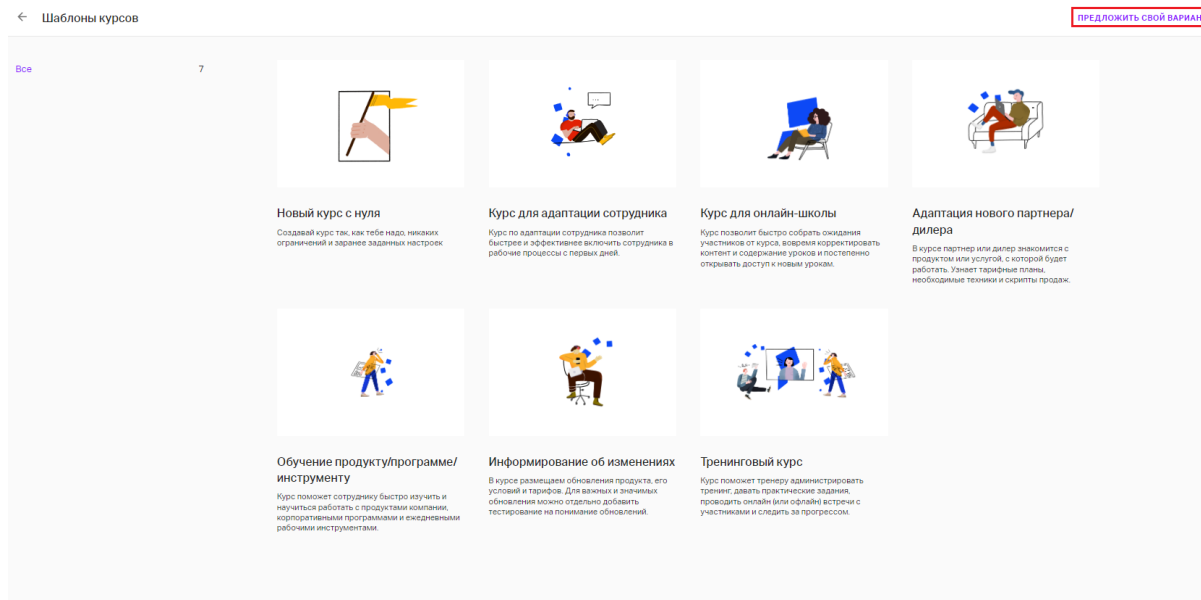 Шаблоны курсов
ПРЕДЛОЖИТЬ СВОЙ ВАРИАН
Все 7
Новый курс с нуля
Создавай курс так, как тебе надо, никаких
ограничений и заранее заданных настроек
Курс для адаптации сотрудника
Курс по адаптации сотрудника позволит
быстрее и эффективнее включить сотрудника в
рабочие процессы с первых дней.
Курс для онлайн-школы
Курс позволит быстро собрать ожидания
участников от курса, вовремя корректировать
контент и содержание уроков и постепенно
открывать доступ к новым урокам.
Адаптация нового партнера/
дилера
В курсе партнер или дилер знакомится с
продуктом или услугой, с которой будет
работать. Узнает тарифные планы,
необходимые техники и скрипты продаж.
Обучение продукту/программе/
инструменту
Курс поможет сотруднику быстро изучить и
научиться работать с продуктами компании,
корпоративными программами и ежедневными
рабочими инструментами.
Информирование об изменениях
В курсе размещаем обновления продукта, его
условий и тарифов. Для важных и значимых
обновления можно отдельно добавить
тестирование на понимание обновлений.
Тренинговый курс
Курс поможет тренеру администрировать
тренинг, давать практические задания,
проводить онлайн (или офлайн) встречи с
участниками и следить за прогрессом.